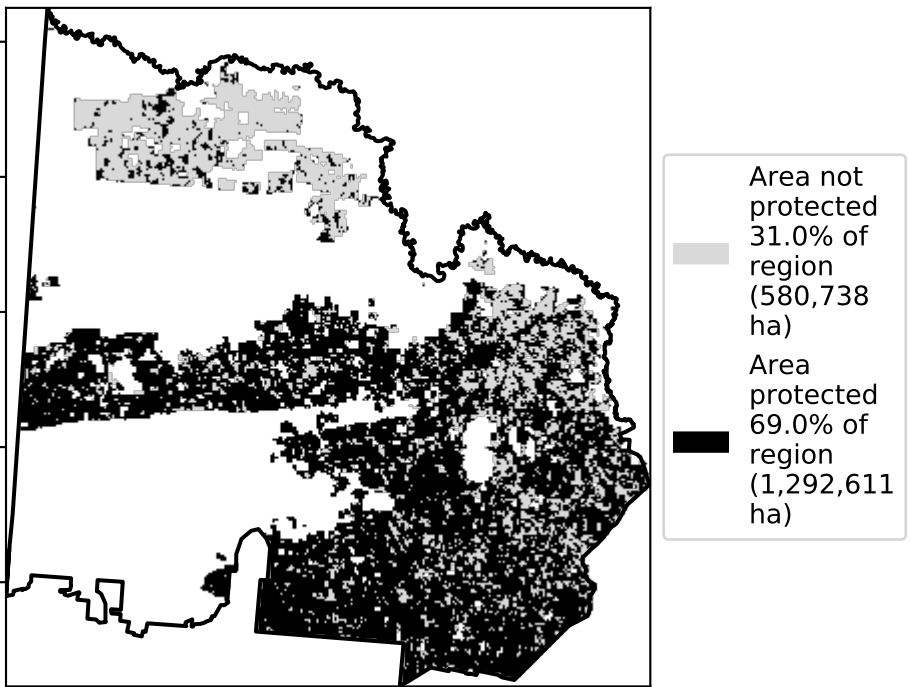 Area not
protected
31.0% of
region
(580,738
ha)
Area
protected
69.0% of
region
(1,292,611
ha)